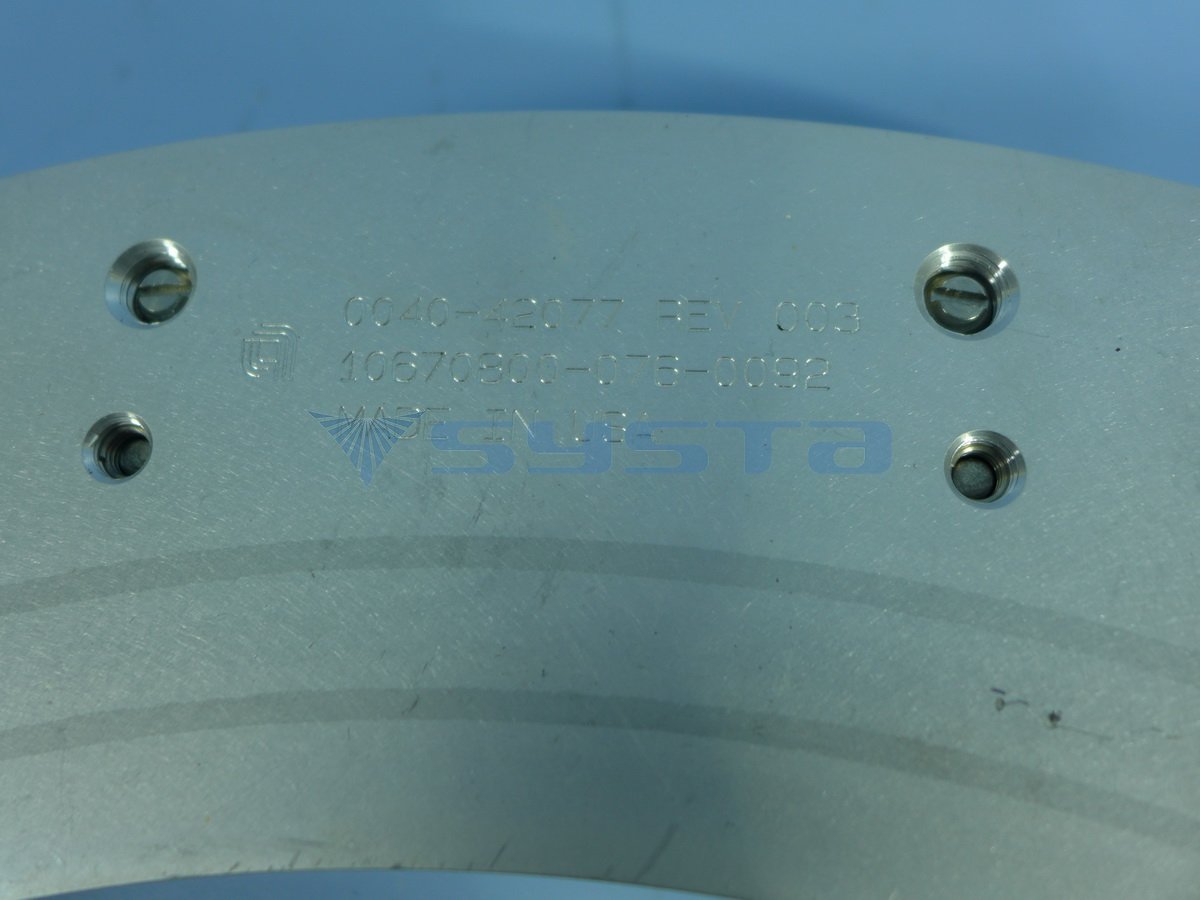 0040-42077 REV 003
10670800-076-0092
MADE IN USA
systa